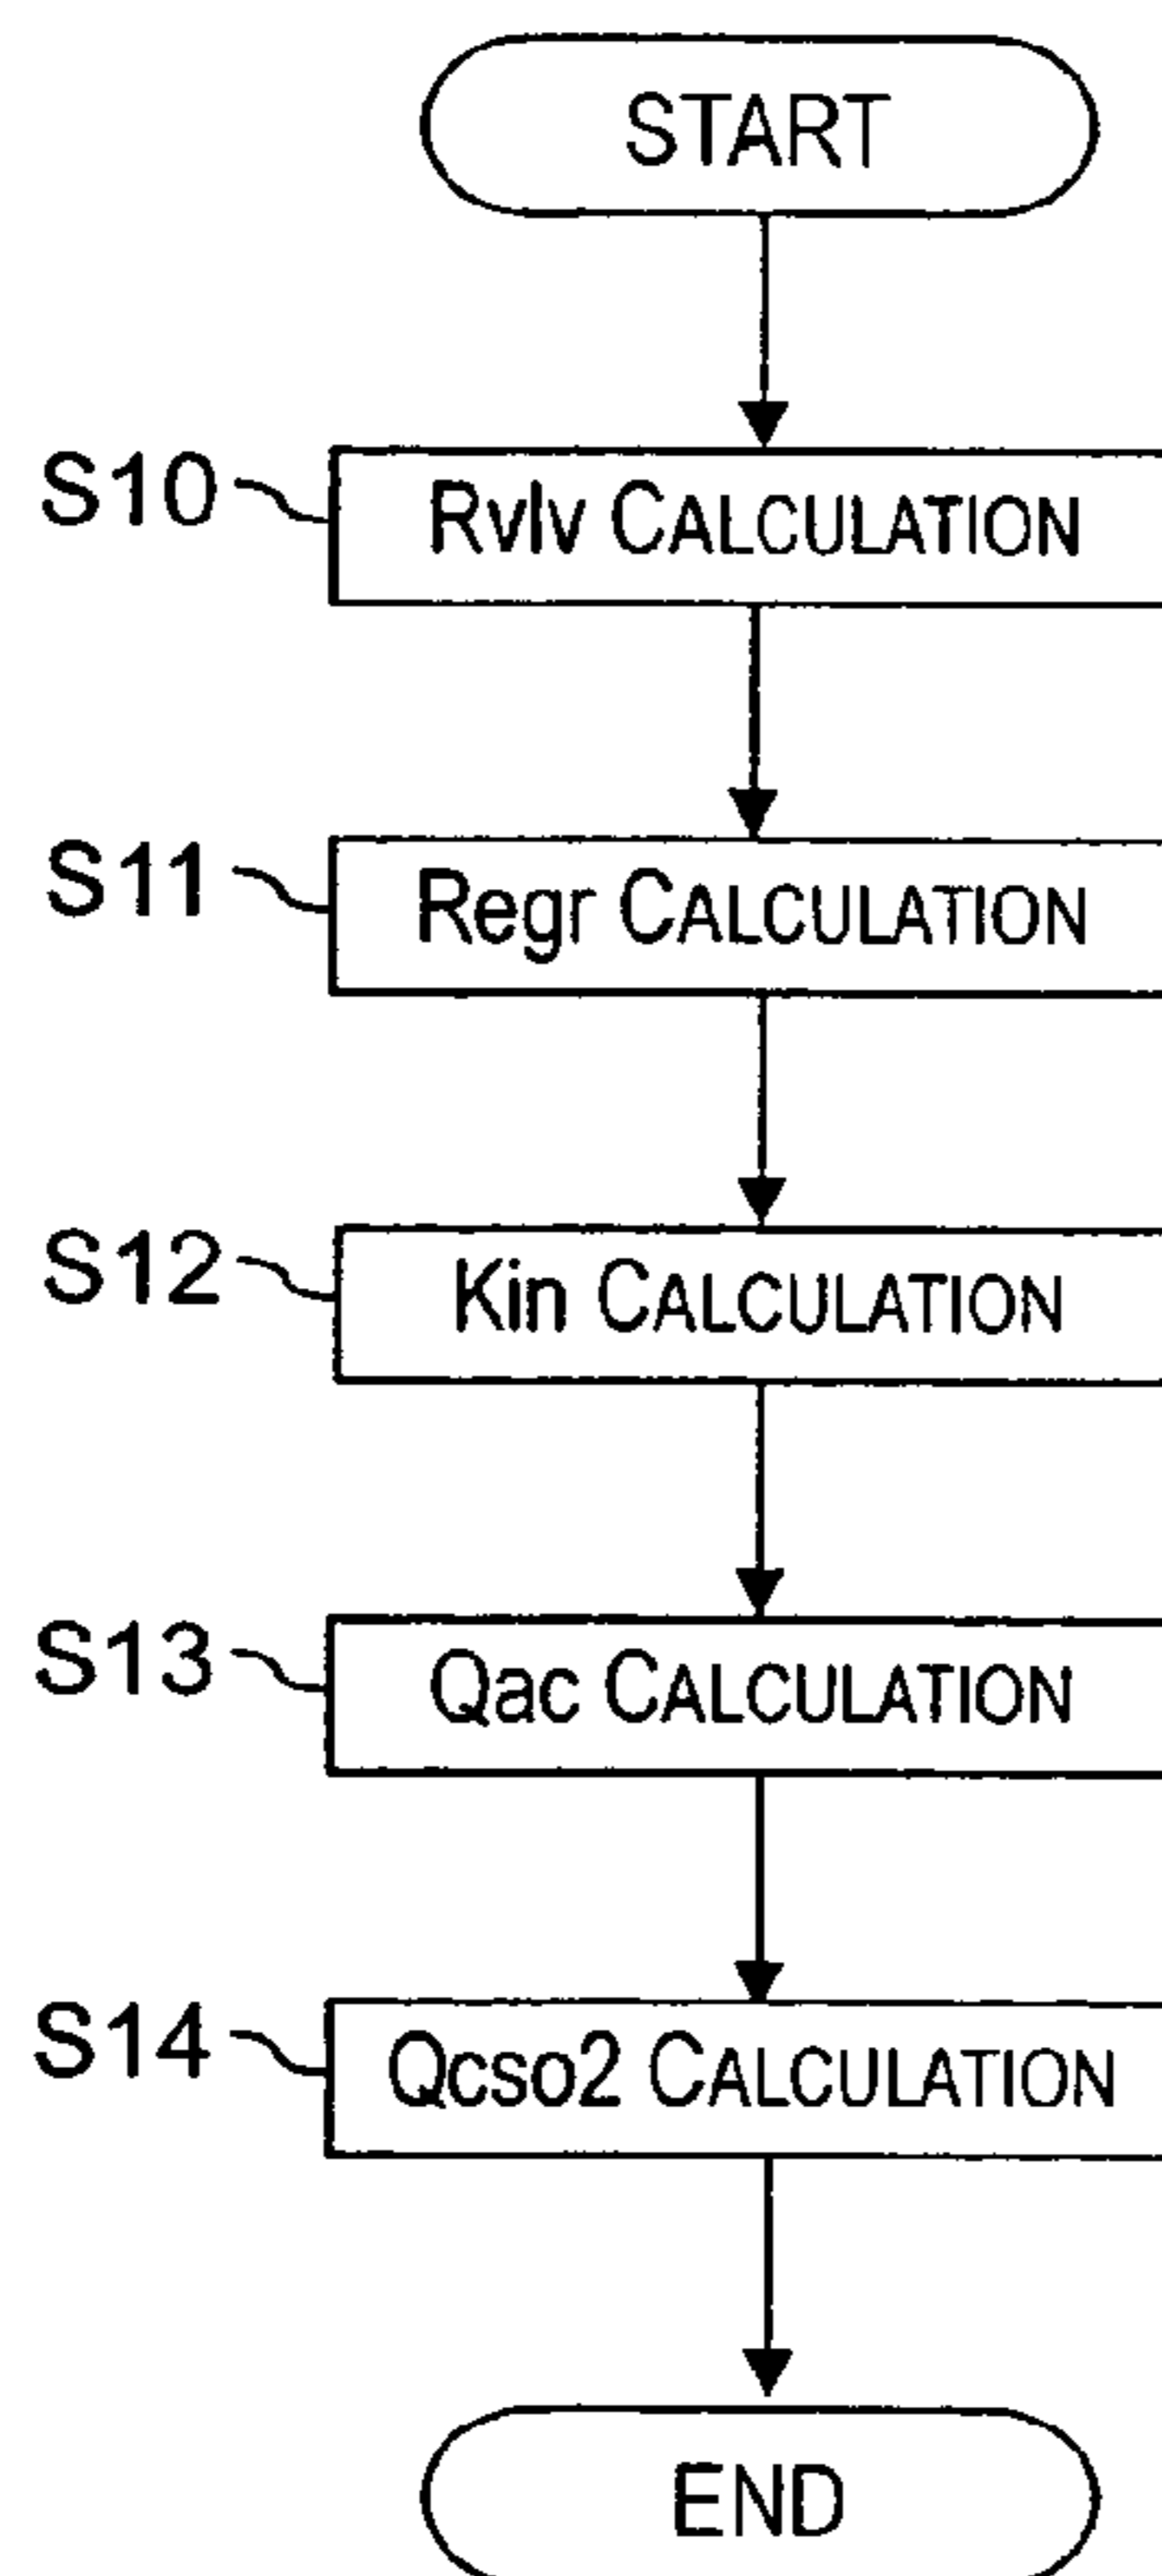 START
S10 Rvlv CALCULATION
S11 Regr CALCULATION
S12 Kin CALCULATION
S13 Qac CALCULATION
S14 Qcso2 CALCULATION
END